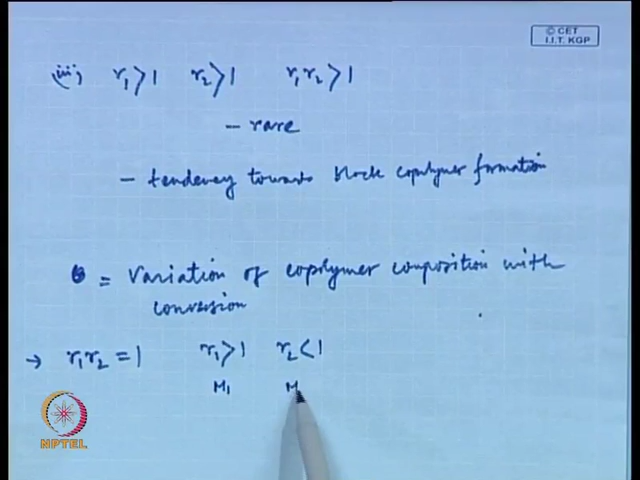 © CET
I.I.T. KGP
(iii) r₁>1 r₂>1 r₁r₂>1
- rare
- tendency towards block copolymer formation
= Variation of copolymer composition with
conversion
→ r₁r₂ = 1 r₁>1 r₂<1
M₁ M
NPTEL